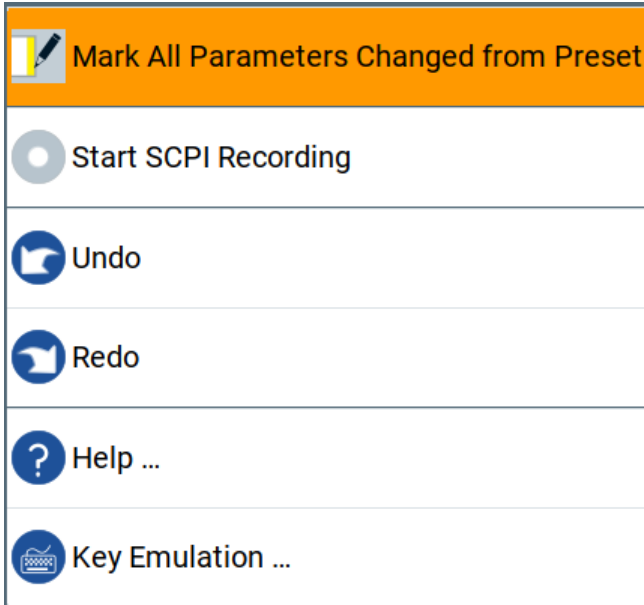 Mark All Parameters Changed from Preset
Start SCPI Recording
Undo
Redo
Help ...
Key Emulation ...